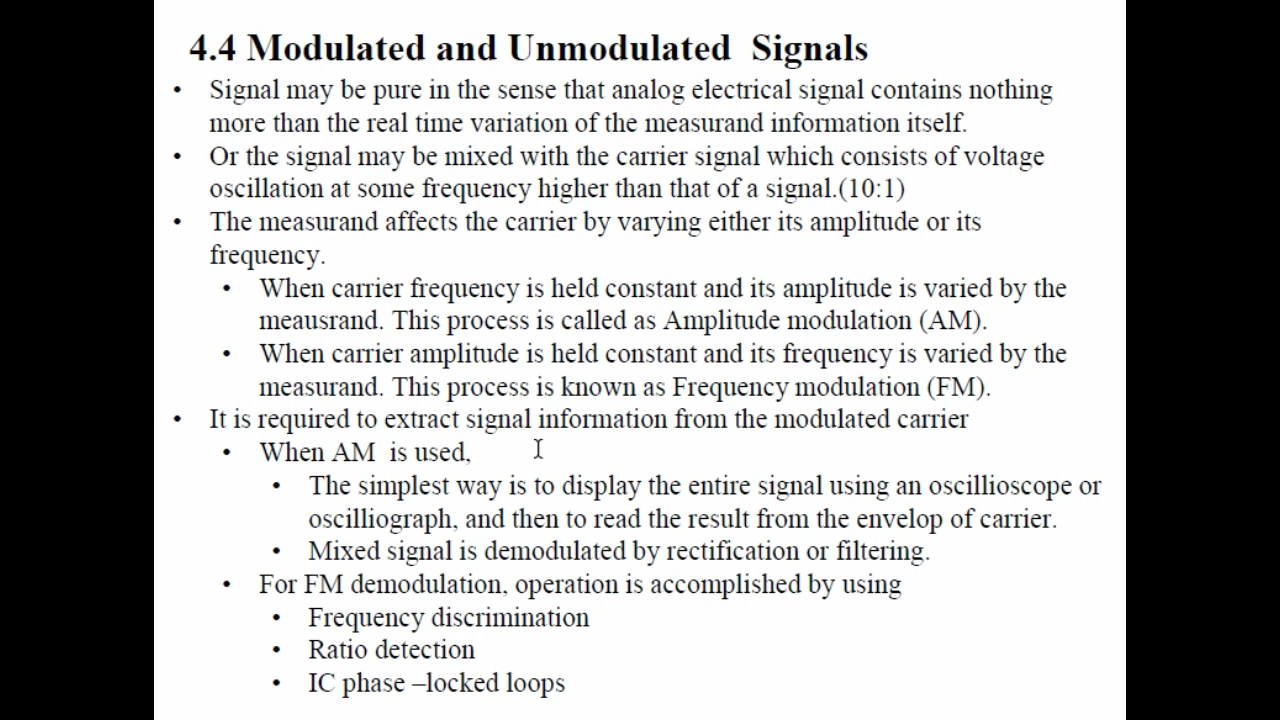 4.4 Modulated and Unmodulated Signals
• Signal may be pure in the sense that analog electrical signal contains nothing
more than the real time variation of the measurand information itself.
• Or the signal may be mixed with the carrier signal which consists of voltage
oscillation at some frequency higher than that of a signal.(10:1)
• The measurand affects the carrier by varying either its amplitude or its
frequency.
• When carrier frequency is held constant and its amplitude is varied by the
meausrand. This process is called as Amplitude modulation (AM).
• When carrier amplitude is held constant and its frequency is varied by the
measurand. This process is known as Frequency modulation (FM).
• It is required to extract signal information from the modulated carrier
• When AM is used,
• The simplest way is to display the entire signal using an oscillioscope or
oscilliograph, and then to read the result from the envelop of carrier.
• Mixed signal is demodulated by rectification or filtering.
• For FM demodulation, operation is accomplished by using
• Frequency discrimination
• Ratio detection
• IC phase –locked loops